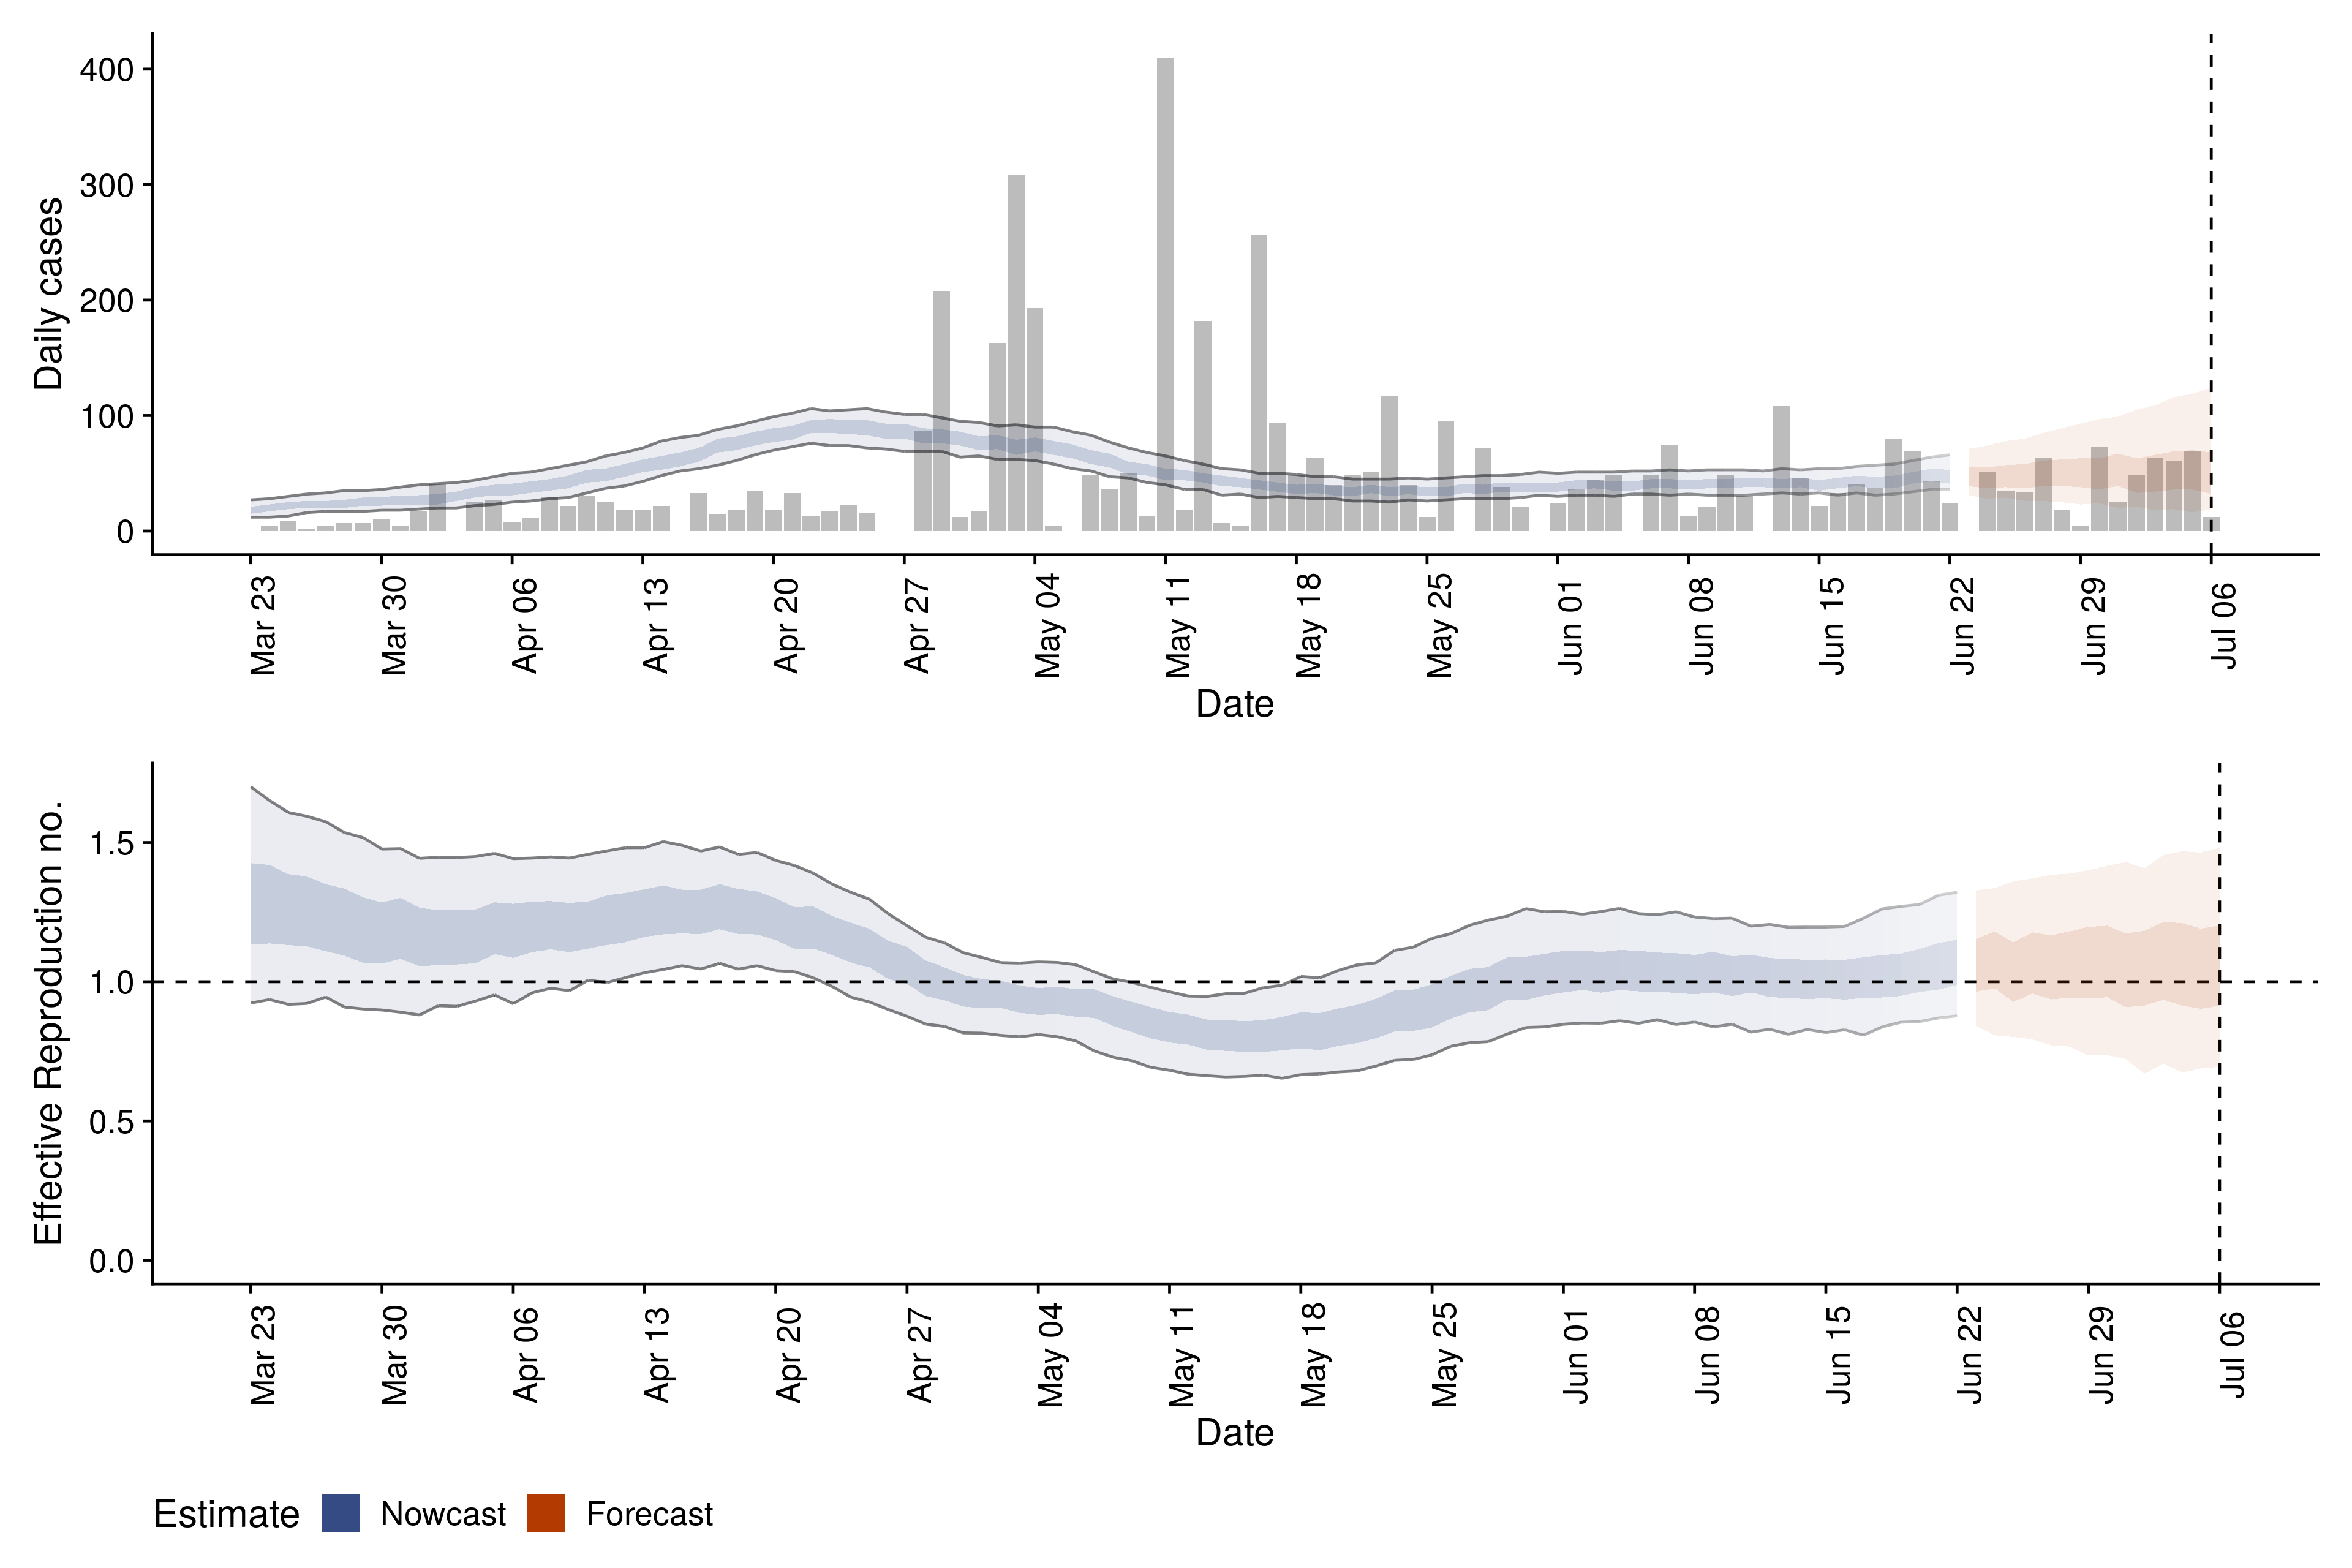 Daily cases
400
300
200
100
0
Mar 23
Mar 30
Apr 06
Apr 13
Apr 20
Apr 27
May 04
May 11
May 18
May 25
Jun 01
Jun 08
Jun 15
Jun 22
Jun 29
Jul 06
Date
Effective Reproduction no.
1.5
1.0
0.5
0.0
Mar 23
Mar 30
Apr 06
Apr 13
Apr 20
Apr 27
May 04
May 11
May 18
May 25
Jun 01
Jun 08
Jun 15
Jun 22
Jun 29
Jul 06
Date
Estimate Nowcast Forecast